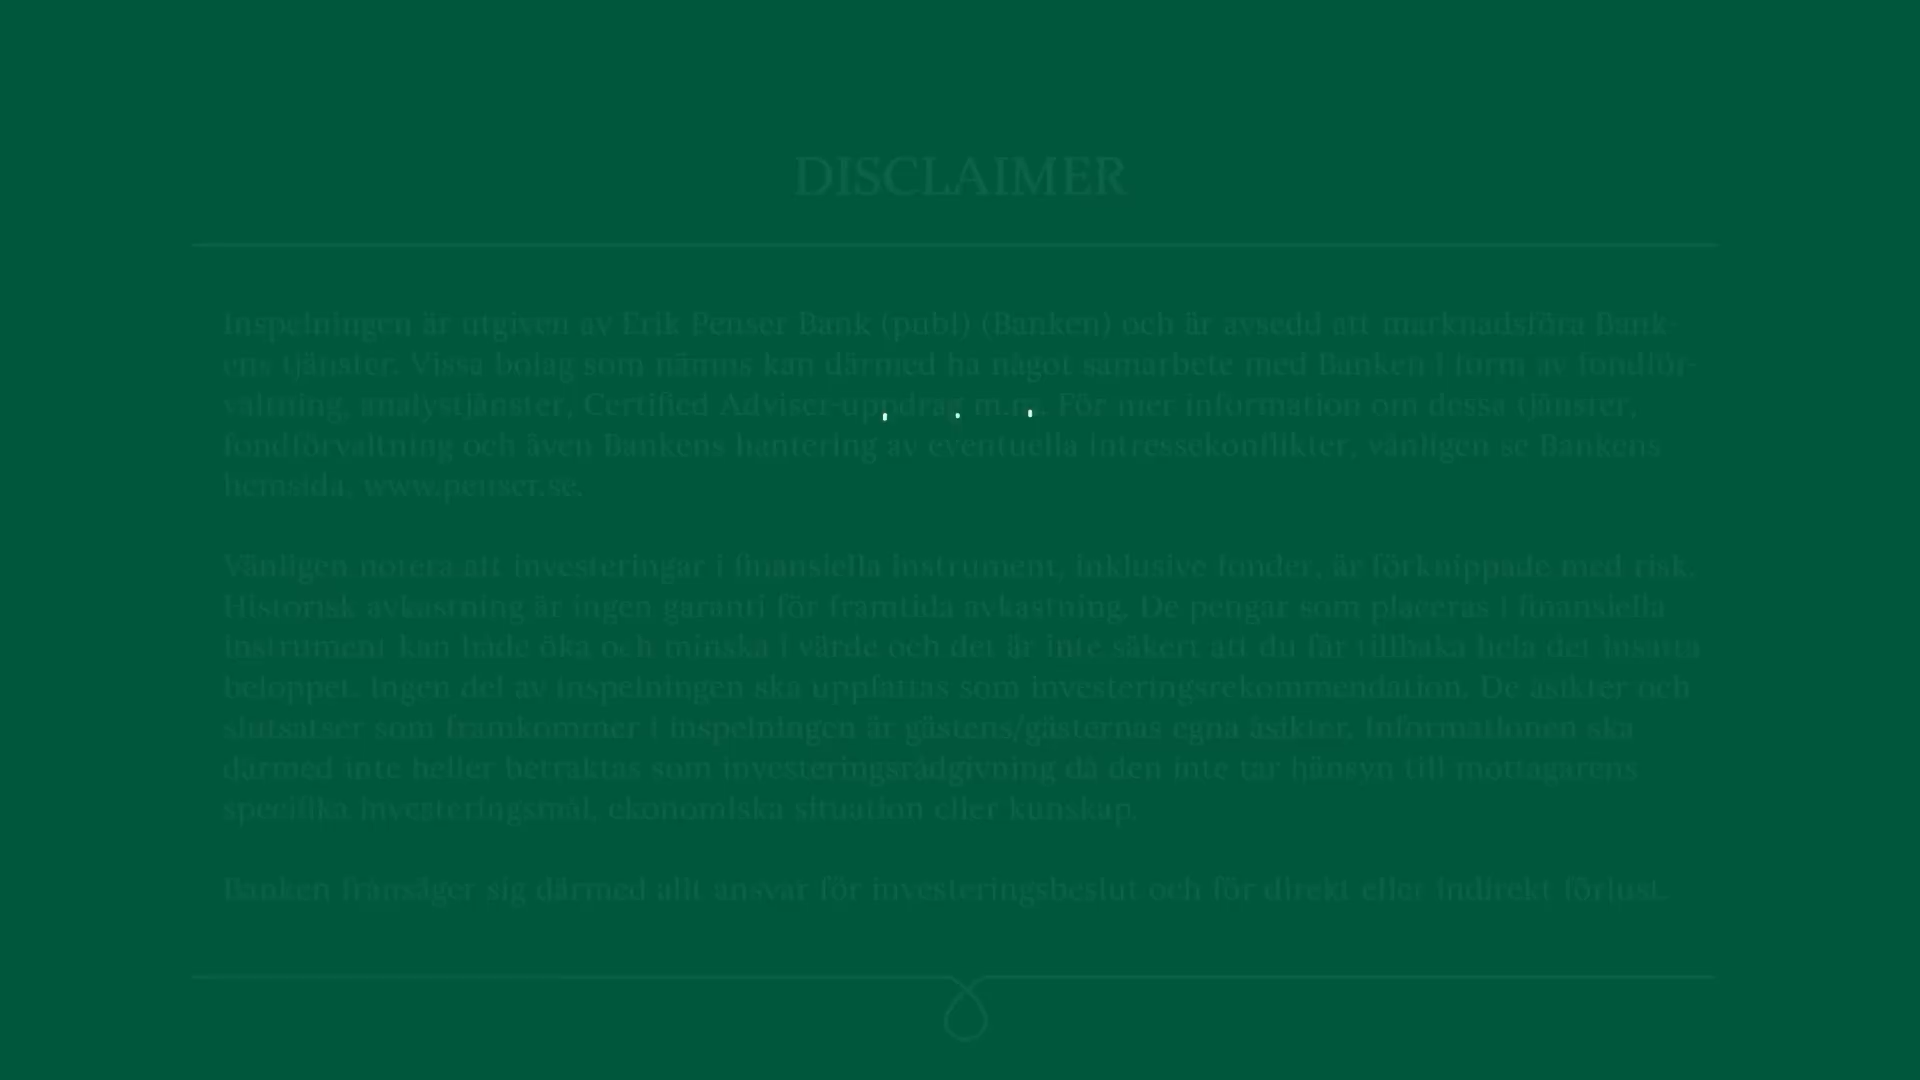 DISCLAIMER
Inspelningen är utgiven av Erik Penser Bank (publ) (Banken) och är avsedd att marknadsföra Bank-
ens tjänster. Vissa bolag som nämns kan därmed ha något samarbete med Banken i form av fondför-
valtning, analystjänster, Certified Adviser-uppdrag m.m. För mer information om dessa tjänster,
fondförvaltning och även Bankens hantering av eventuella intressekonflikter, vänligen se Bankens
hemsida, www.penser.se.
Vänligen notera att investeringar i finansiella instrument, inklusive fonder, är förknippade med risk.
Historisk avkastning är ingen garanti för framtida avkastning. De pengar som placeras i finansiella
instrument kan både öka och minska i värde och det är inte säkert att du får tillbaka hela det insatta
beloppet. Ingen del av inspelningen ska uppfattas som investeringsrekommendation. De åsikter och
slutsatser som framkommer i inspelningen är gästens/gästernas egna åsikter. Informationen ska
därmed inte heller betraktas som investeringsrådgivning då den inte tar hänsyn till mottagarens
specifika investeringsmål, ekonomiska situation eller kunskap.
Banken frånsäger sig därmed allt ansvar för investeringsbeslut och för direkt eller indirekt förlust.